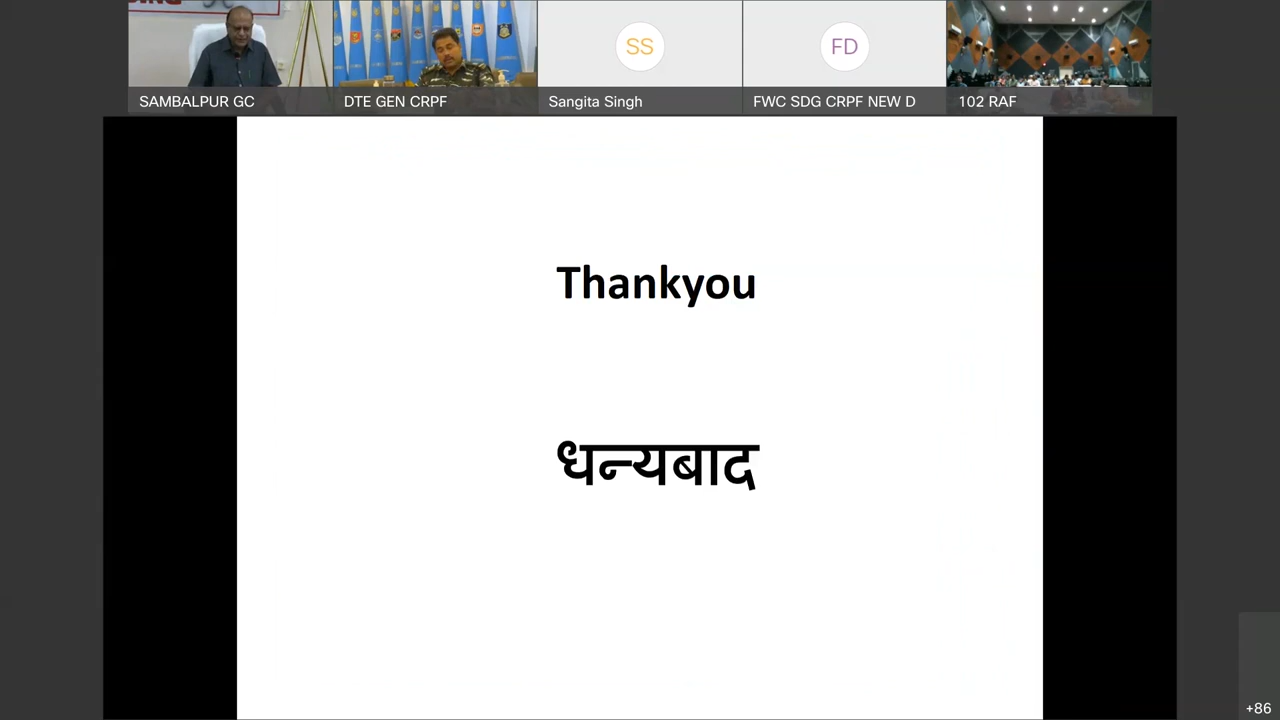 DING
SAMBALPUR GC
DTE GEN CRPF
SS
Sangita Singh
FD
FWC SDG CRPF NEW D
102 RAF
Thankyou
धन्यबाद
+86